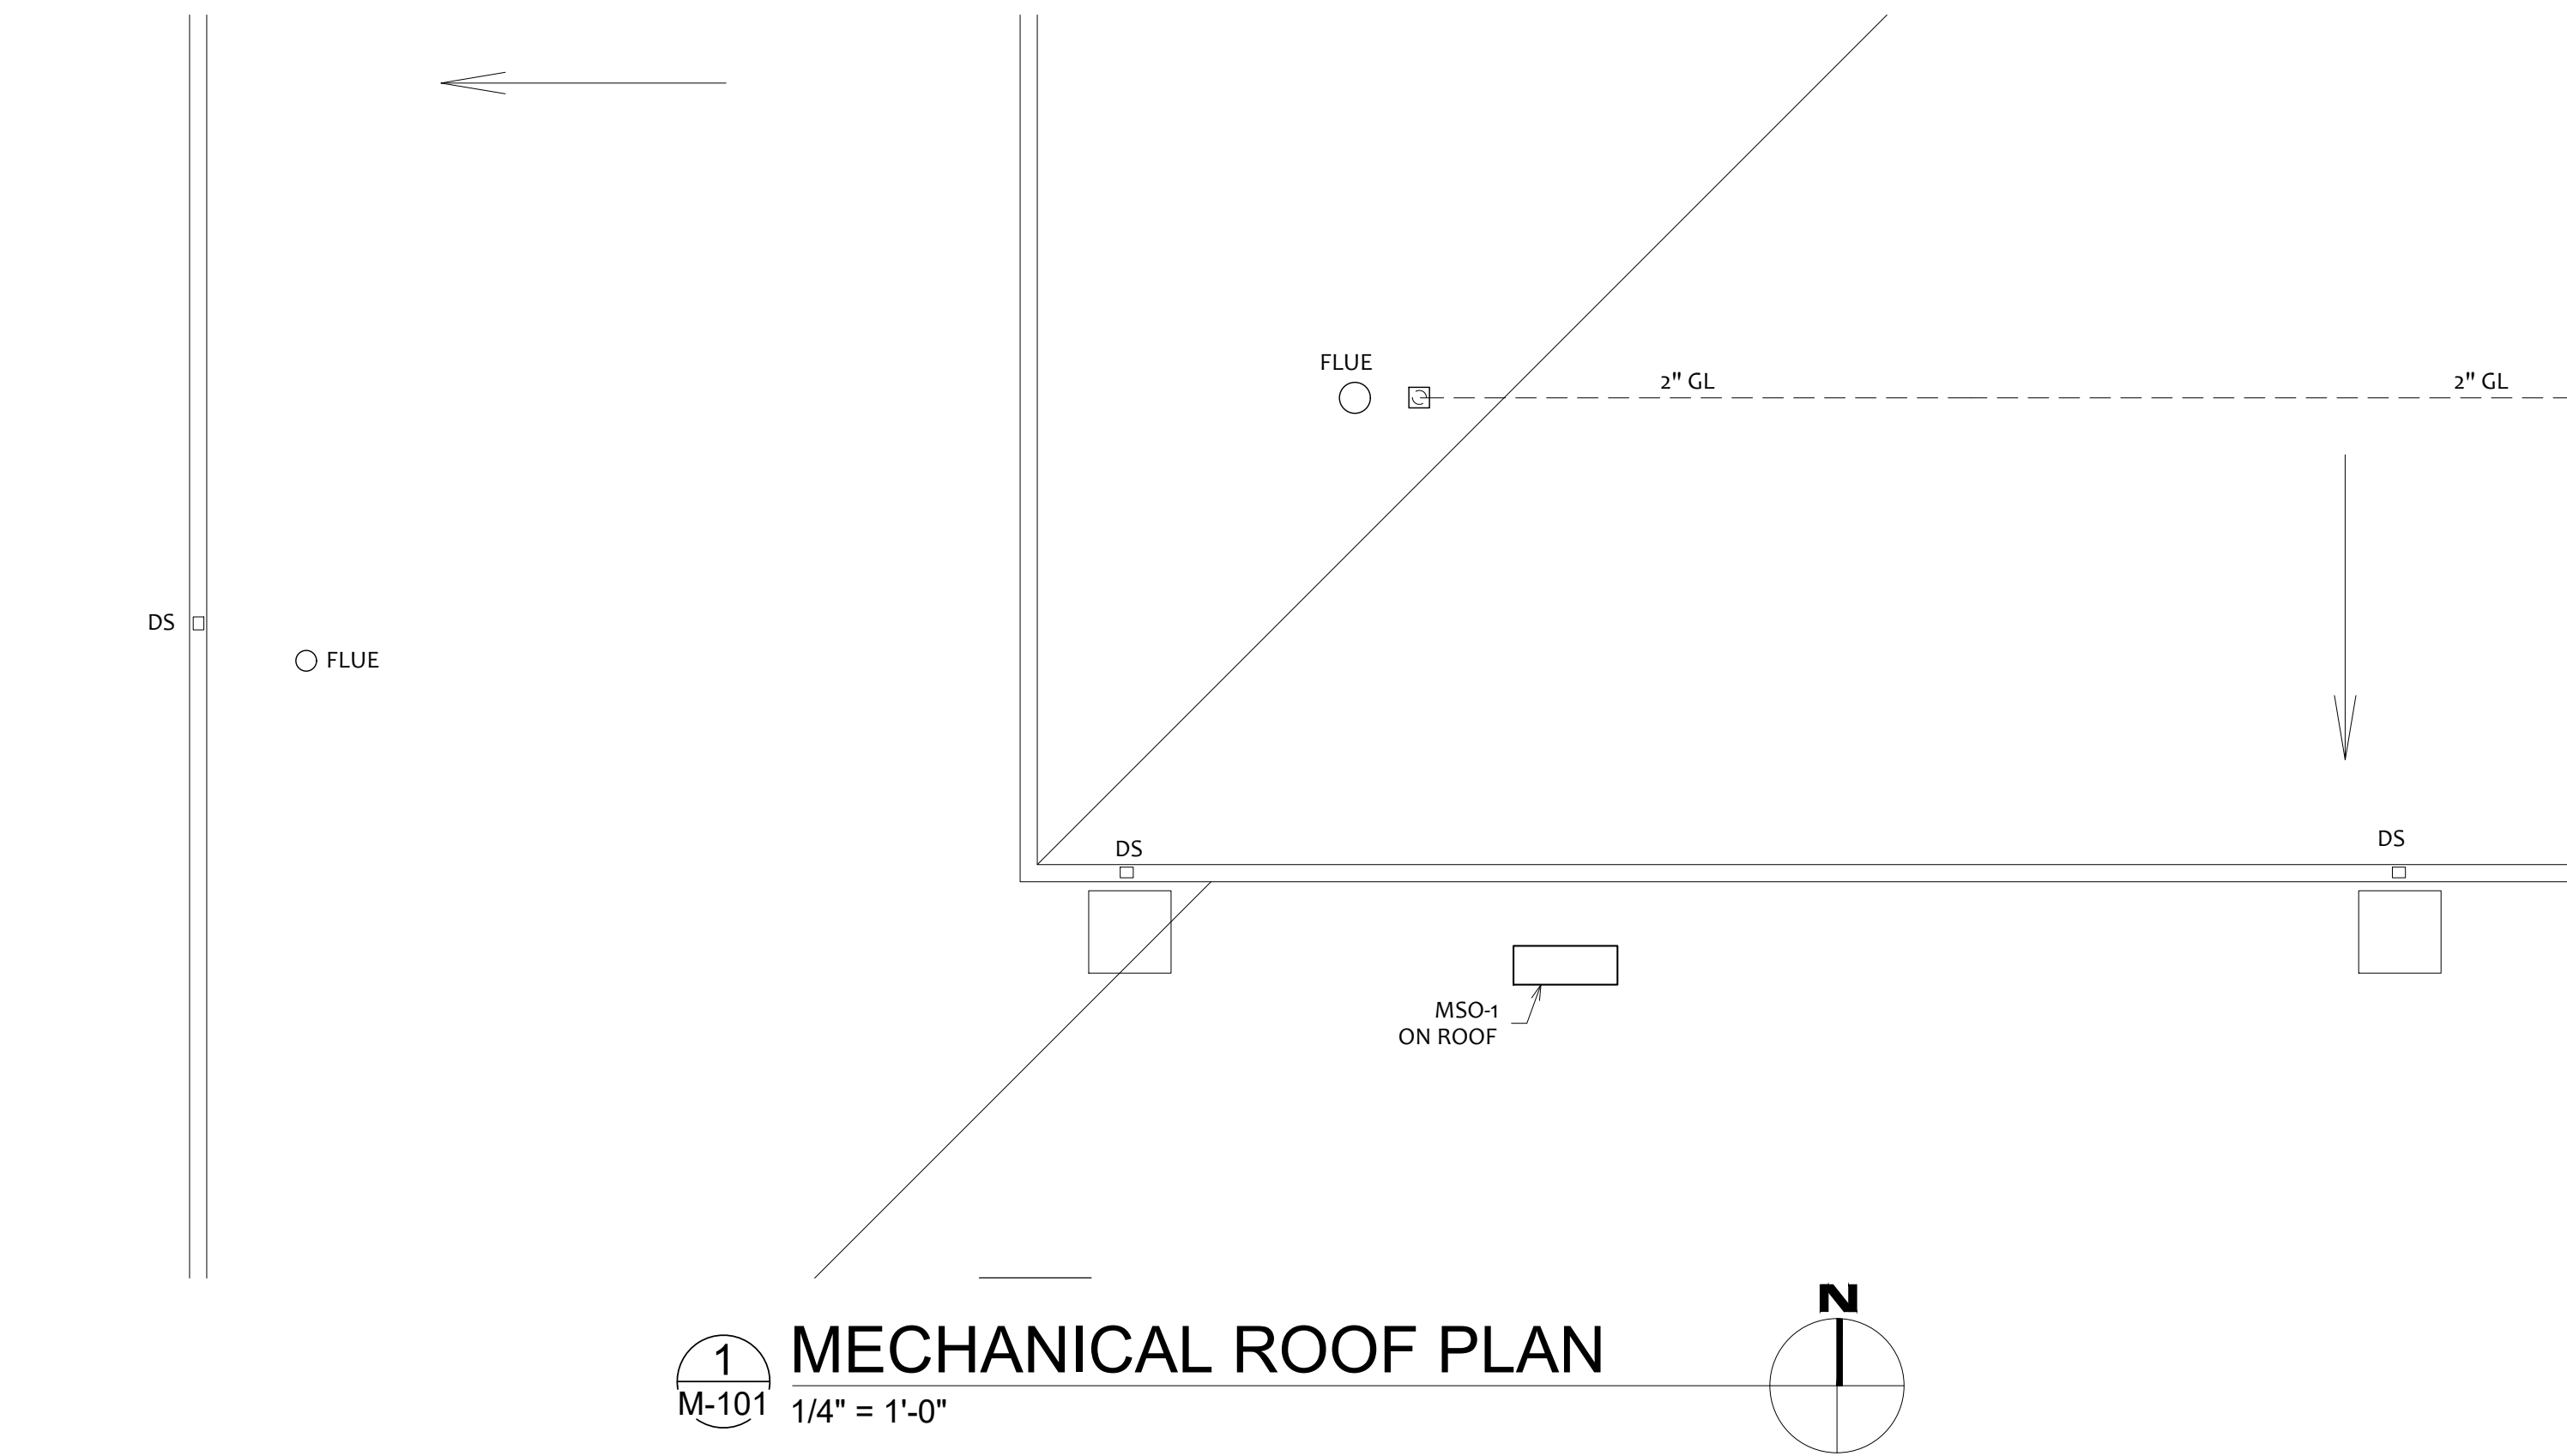 FLUE
2" GL
2" GL
DS
FLUE
DS
DS
MSO-1
ON ROOF
N
1
M-101
MECHANICAL ROOF PLAN
1/4" = 1'-0"